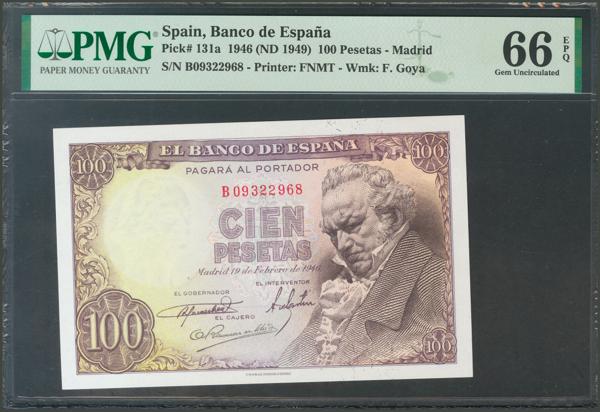 PMG
PAPER MONEY GUARANTY
Spain, Banco de España
Pick# 131a 1946 (ND 1949) 100 Pesetas - Madrid
S/N B09322968 - Printer: FNMT - Wmk: F. Goya
66 EPQ
Gem Uncirculated
EL BANCO DE ESPAÑA
100
100
PAGARÁ AL PORTADOR
B 09322968
CIEN
PESETAS
Madrid 19 de Febrero de 1946
EL GOBERNADOR
EL INTERVENTOR
EL CAJERO
100
100